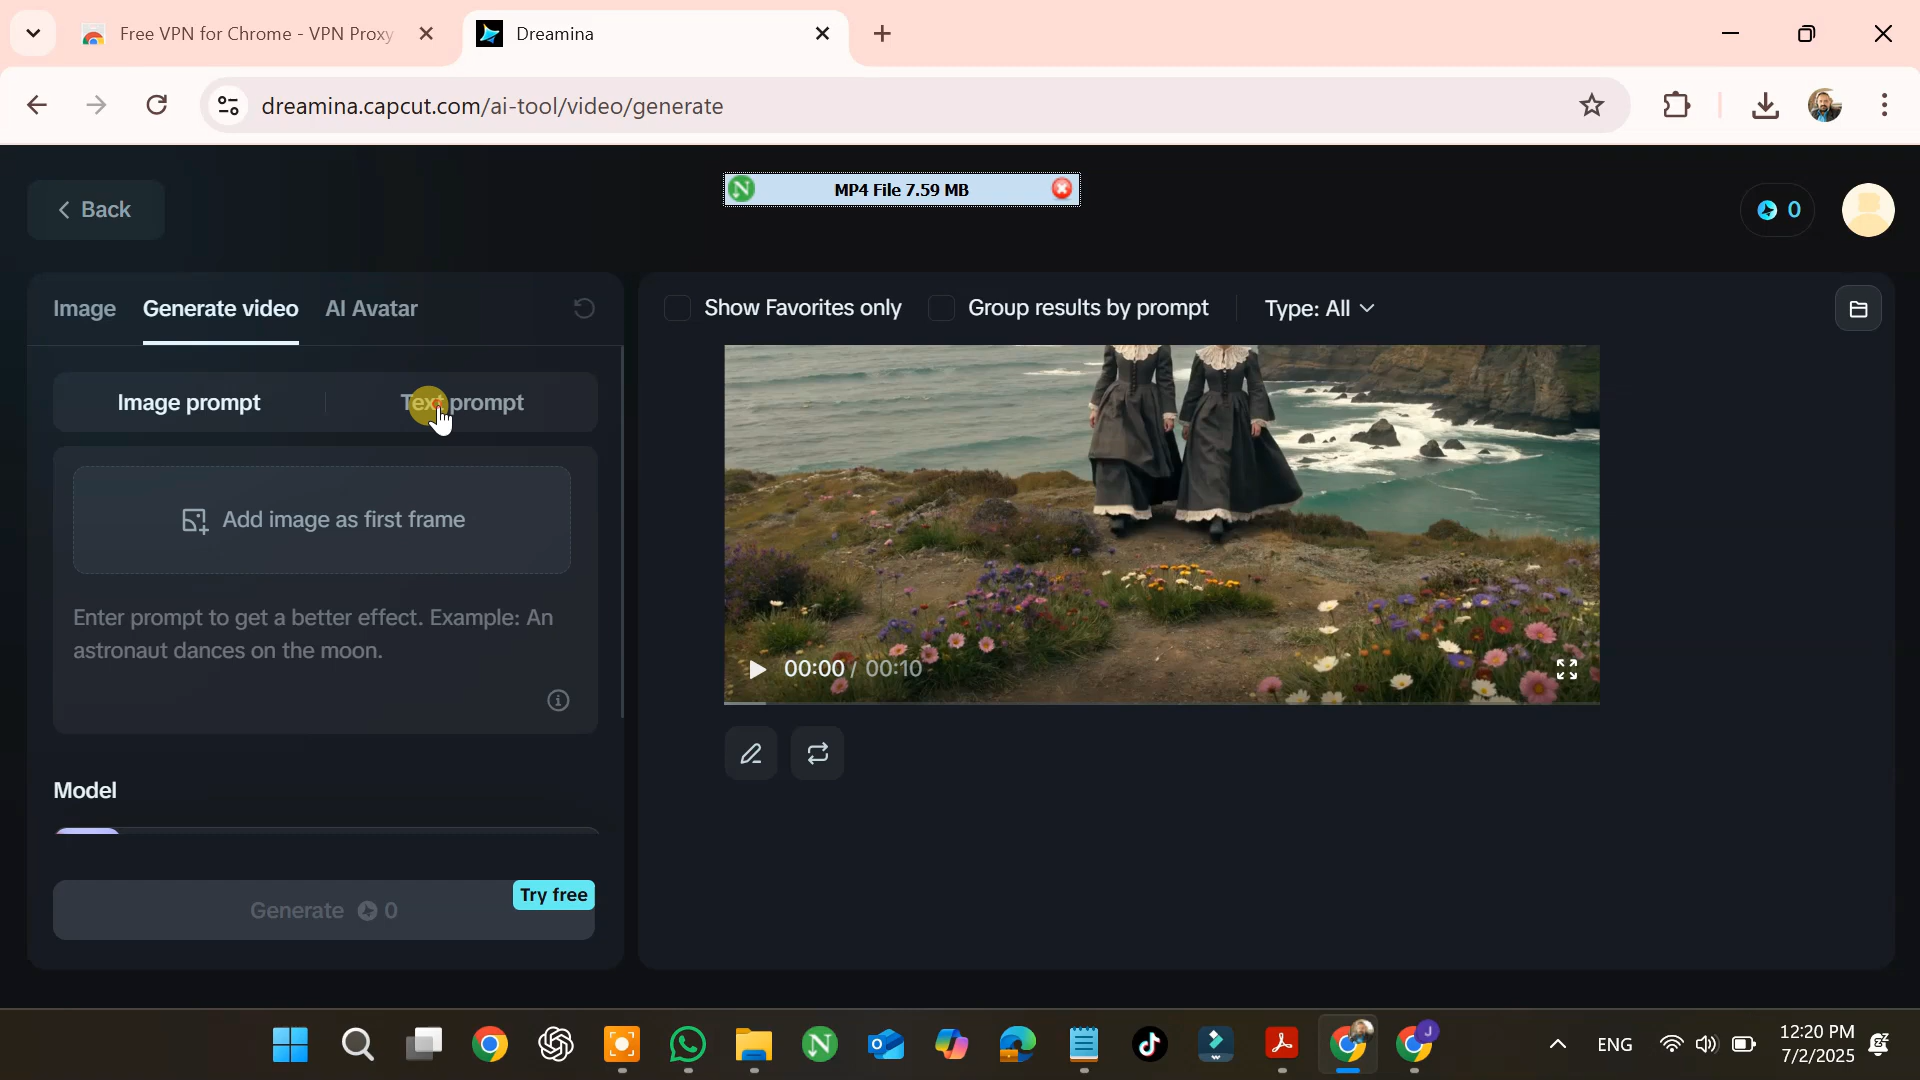 Free VPN for Chrome - VPN Proxy
Dreamina
dreamina.capcut.com/ai-tool/video/generate
Back
MP4 File 7.59 MB
0
Image
Generate video
AI Avatar
Show Favorites only
Group results by prompt
Type: All
Image prompt
Text prompt
Add image as first frame
Enter prompt to get a better effect. Example: An
astronaut dances on the moon.
00:00 / 00:10
Model
Try free
Generate 0
ENG
12:20 PM
7/2/2025